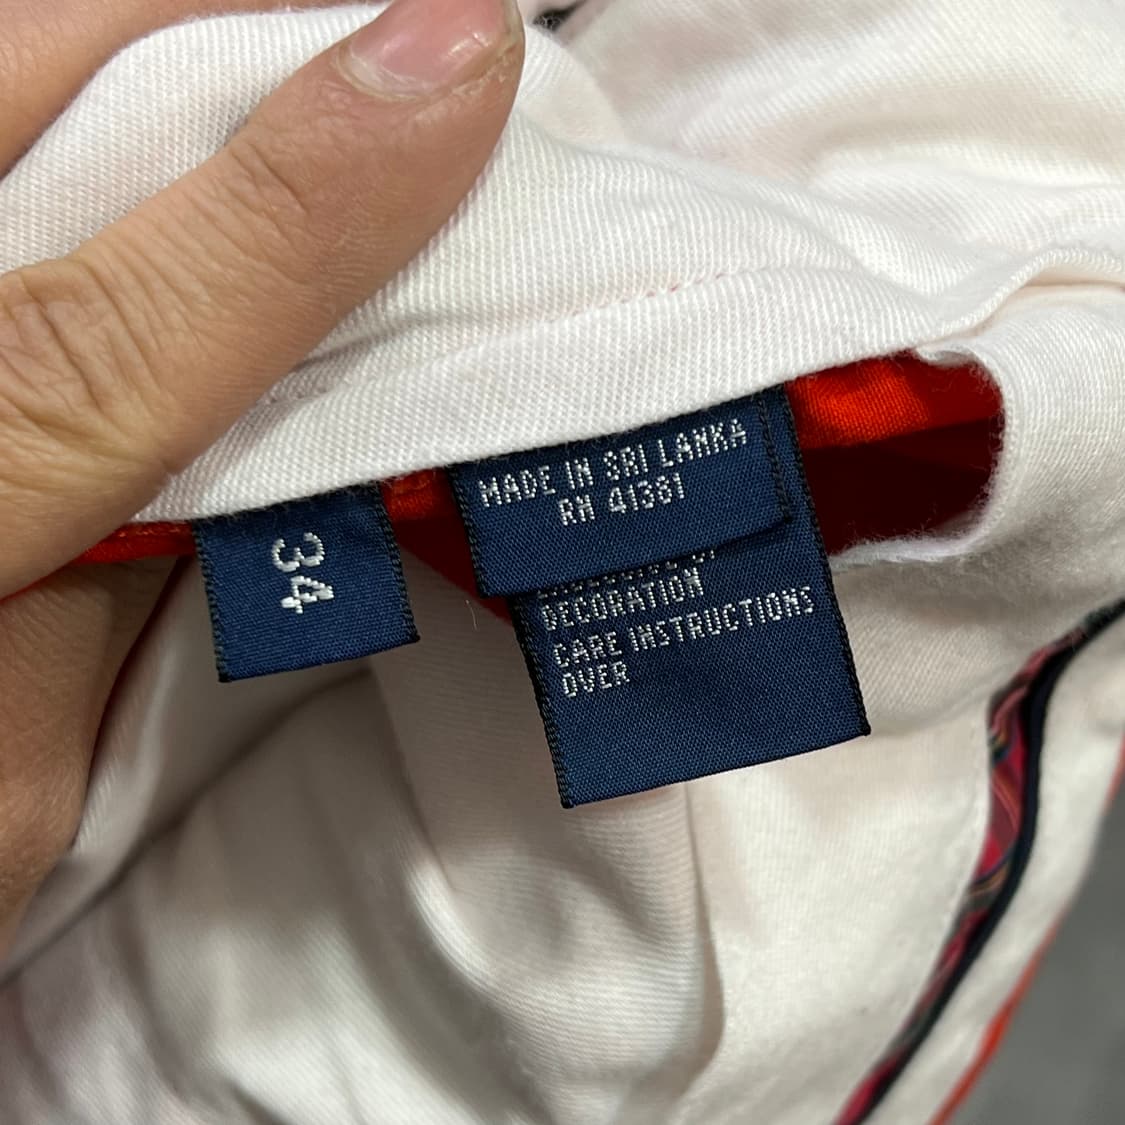 34
MADE IN SRI LANKA
RN 41381
DECORATION
CARE INSTRUCTIONS
OVER